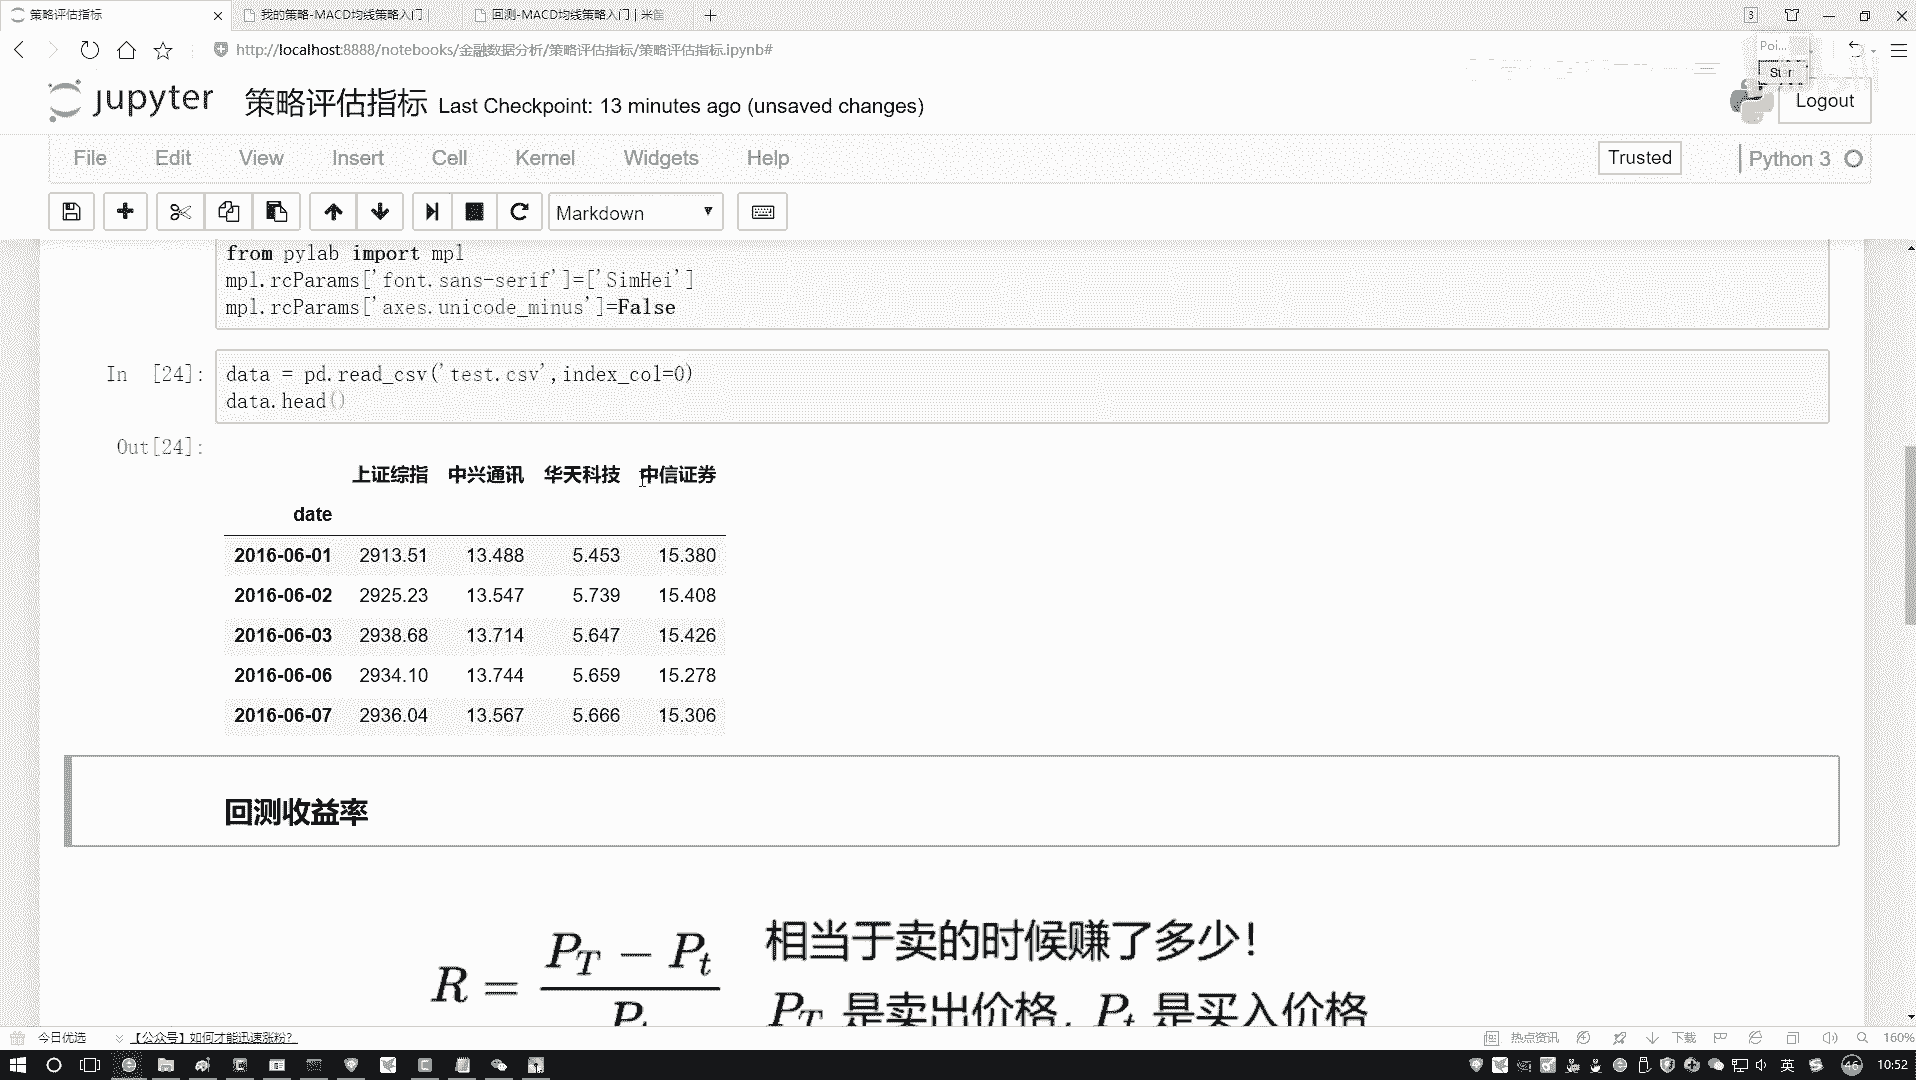 策略评估指标
我的策略-MACD均线策略入门
回测-MACD均线策略入门 | 米筐
3
http://localhost:8888/notebooks/金融数据分析/策略评估指标/策略评估指标.ipynb#
Poi...
jupyter 策略评估指标 Last Checkpoint: 13 minutes ago (unsaved changes)
Logout
File Edit View Insert Cell Kernel Widgets Help
Trusted Python 3
Markdown
from pylab import mpl
mpl.rcParams['font.sans-serif']=['SimHei']
mpl.rcParams['axes.unicode_minus']=False
In [24]: data = pd.read_csv('test.csv',index_col=0)
data.head()
Out[24]:
上证综指 中兴通讯 华天科技 中信证券
date
2016-06-01 2913.51 13.488 5.453 15.380
2016-06-02 2925.23 13.547 5.739 15.408
2016-06-03 2938.68 13.714 5.647 15.426
2016-06-06 2934.10 13.744 5.659 15.278
2016-06-07 2936.04 13.567 5.666 15.306
回测收益率
R = (P_T − P_t) / P_t
相当于卖的时候赚了多少！
P_T 是卖出价格, P_t 是买入价格
今日优选 【公众号】如何才能迅速涨粉？
热点资讯 下载 160%
英 46 10:52